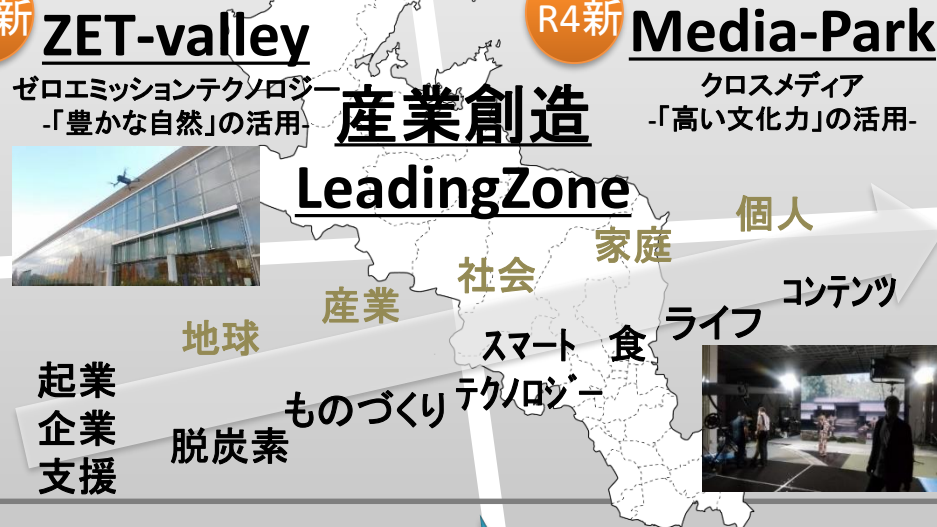 新
ZET-valley
ゼロエミッションテクノロジー
-「豊かな自然」の活用-
R4新
Media-Park
クロスメディア
-「高い文化力」の活用-
産業創造
LeadingZone
個人
家庭
社会
産業
地球
コンテンツ
ライフ
食
スマート
テクノロジー
ものづくり
脱炭素
起業
企業
支援